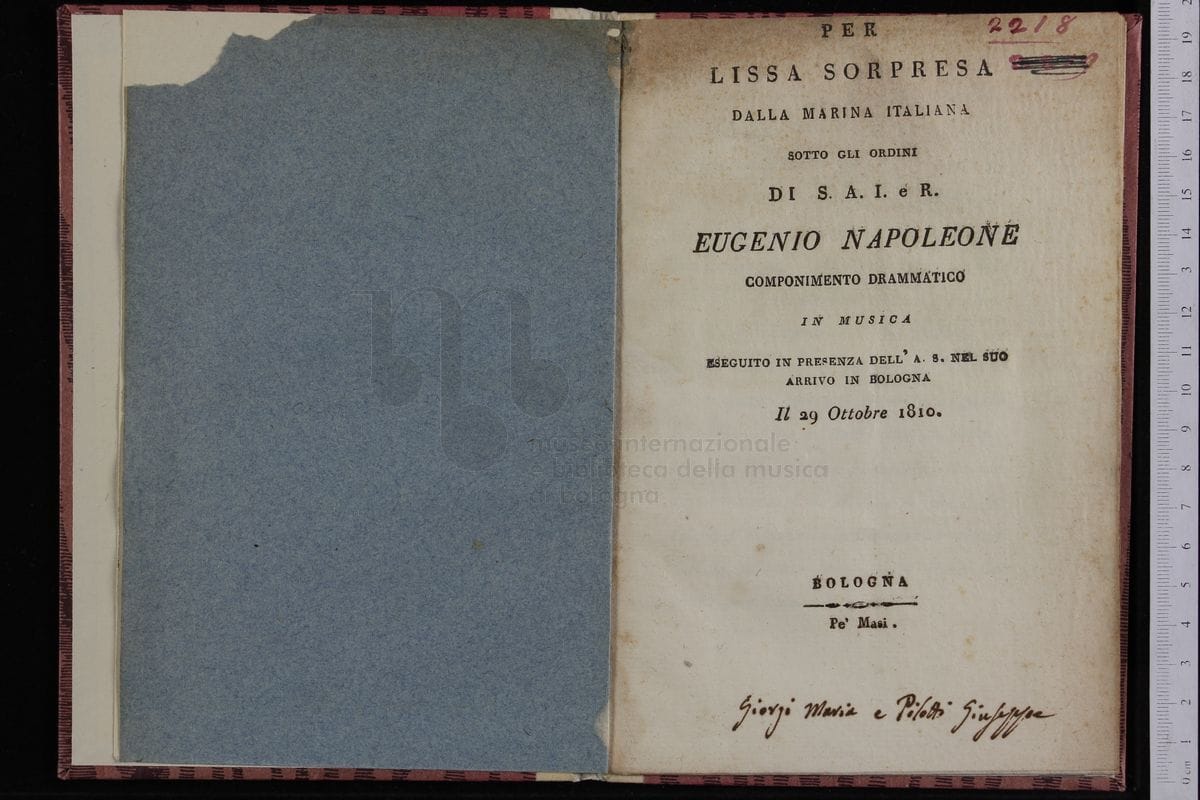 2218
PER
LISSA SORPRESA
DALLA MARINA ITALIANA
SOTTO GLI ORDINI
DI S. A. I. e R.
EUGENIO NAPOLEONE
COMPONIMENTO DRAMMATICO
IN MUSICA
ESEGUITO IN PRESENZA DELL' A. S. NEL SUO
ARRIVO IN BOLOGNA
Il 29 Ottobre 1810.
museo internazionale
e biblioteca della musica
di bologna
BOLOGNA
Pe' Masi.
Giorgi Maria e Pilotti Giuseppe